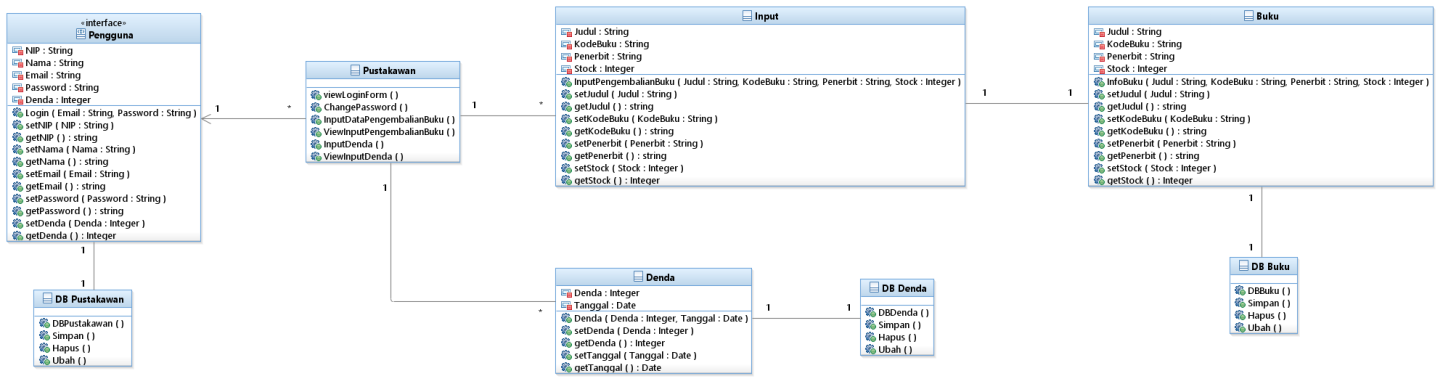 «interface»
Pengguna
NIP : String
Nama : String
Email : String
Password : String
Denda : Integer
Login ( Email : String, Password : String )
setNIP ( NIP : String )
getNIP ( ) : string
setNama ( Nama : String )
getNama ( ) : string
setEmail ( Email : String )
getEmail ( ) : string
setPassword ( Password : String )
getPassword ( ) : string
setDenda ( Denda : Integer )
getDenda ( ) : Integer
1
*
1
1
DB Pustakawan
DBPustakawan ( )
Simpan ( )
Hapus ( )
Ubah ( )
Pustakawan
viewLoginForm ( )
ChangePassword ( )
InputDataPengembalianBuku ( )
ViewInputPengembalianBuku ( )
InputDenda ( )
ViewInputDenda ( )
1
*
1
*
Input
Judul : String
KodeBuku : String
Penerbit : String
Stock : Integer
InputPengembalianBuku ( Judul : String, KodeBuku : String, Penerbit : String, Stock : Integer )
setJudul ( Judul : String )
getJudul ( ) : string
setKodeBuku ( KodeBuku : String )
getKodeBuku ( ) : string
setPenerbit ( Penerbit : String )
getPenerbit ( ) : string
setStock ( Stock : Integer )
getStock ( ) : Integer
1
1
Buku
Judul : String
KodeBuku : String
Penerbit : String
Stock : Integer
InfoBuku ( Judul : String, KodeBuku : String, Penerbit : String, Stock : Integer )
setJudul ( Judul : String )
getJudul ( ) : string
setKodeBuku ( KodeBuku : String )
getKodeBuku ( ) : string
setPenerbit ( Penerbit : String )
getPenerbit ( ) : string
setStock ( Stock : Integer )
getStock ( ) : Integer
1
1
DB Buku
DBBuku ( )
Simpan ( )
Hapus ( )
Ubah ( )
Denda
Denda : Integer
Tanggal : Date
Denda ( Denda : Integer, Tanggal : Date )
setDenda ( Denda : Integer )
getDenda ( ) : Integer
setTanggal ( Tanggal : Date )
getTanggal ( ) : Date
1
1
DB Denda
DBDenda ( )
Simpan ( )
Hapus ( )
Ubah ( )